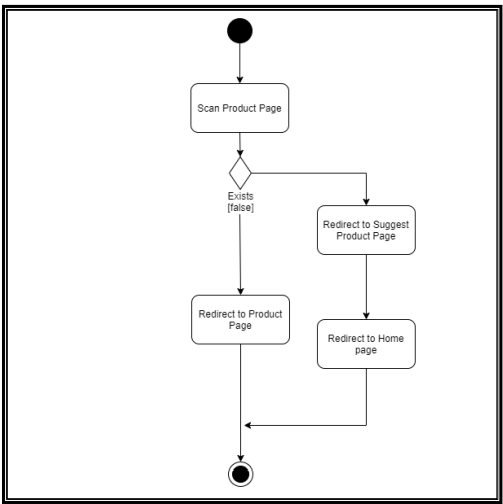 Scan Product Page
Exists
[false]
Redirect to Suggest
Product Page
Redirect to Product
Page
Redirect to Home
page